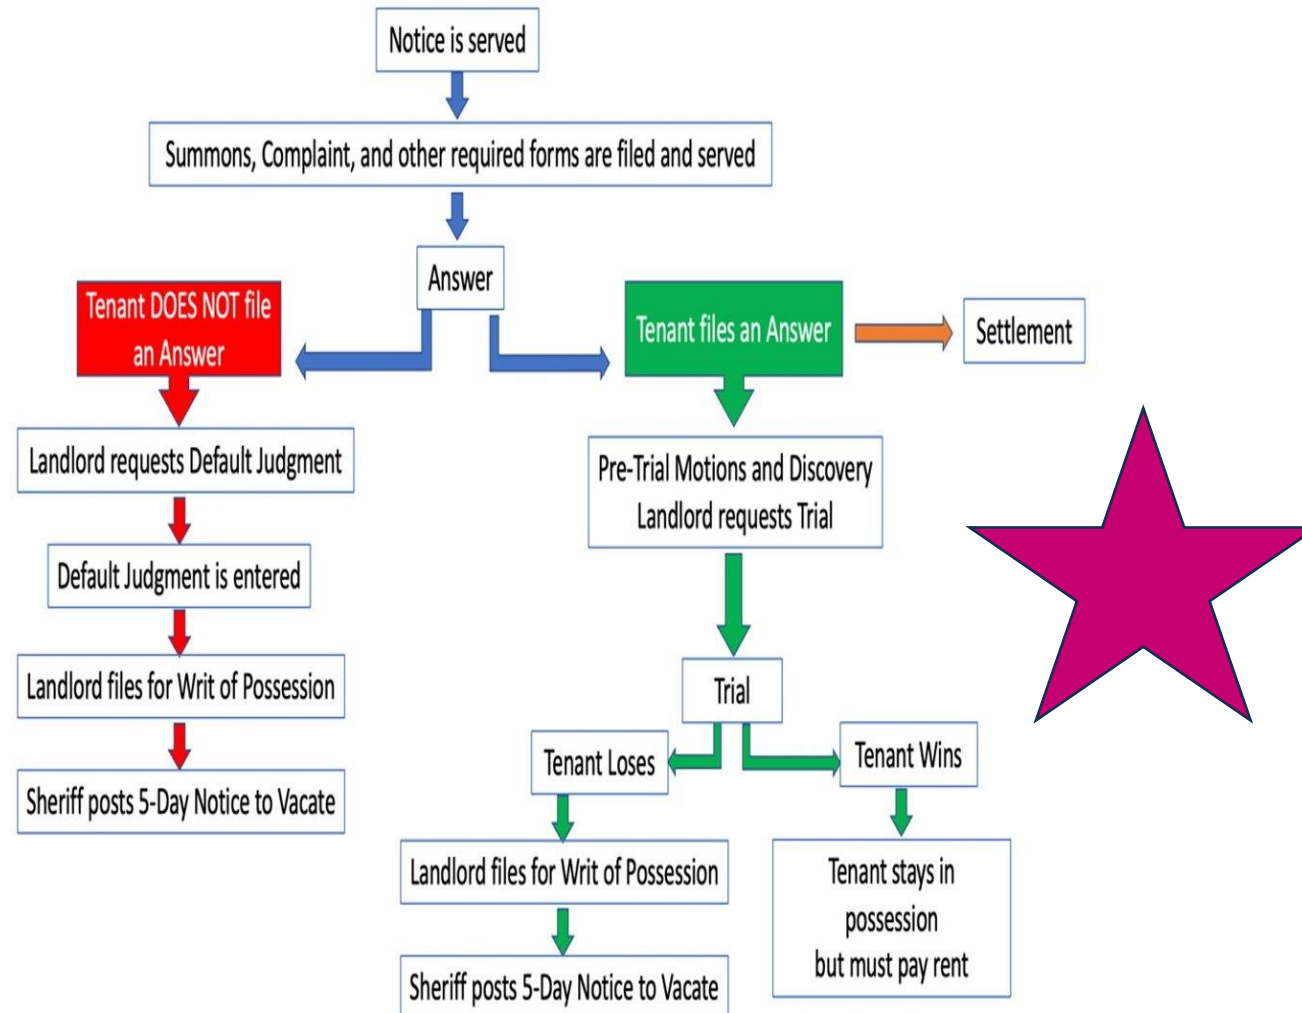 Notice is served
Summons, Complaint, and other required forms are filed and served
Answer
Tenant DOES NOT file
an Answer
Tenant files an Answer
Settlement
Landlord requests Default Judgment
Default Judgment is entered
Landlord files for Writ of Possession
Sheriff posts 5-Day Notice to Vacate
Pre-Trial Motions and Discovery
Landlord requests Trial
Trial
Tenant Loses
Landlord files for Writ of Possession
Sheriff posts 5-Day Notice to Vacate
Tenant Wins
Tenant stays in
possession
but must pay rent